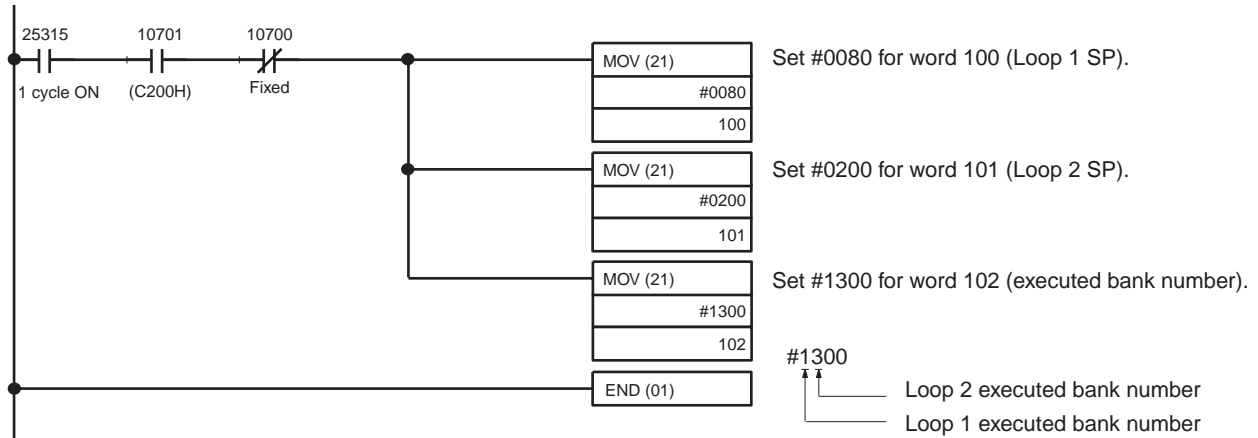 25315 10701 10700
1 cycle ON (C200H) Fixed
MOV (21) Set #0080 for word 100 (Loop 1 SP).
#0080
100
MOV (21) Set #0200 for word 101 (Loop 2 SP).
#0200
101
MOV (21) Set #1300 for word 102 (executed bank number).
#1300
102
#1300
END (01)
Loop 2 executed bank number
Loop 1 executed bank number